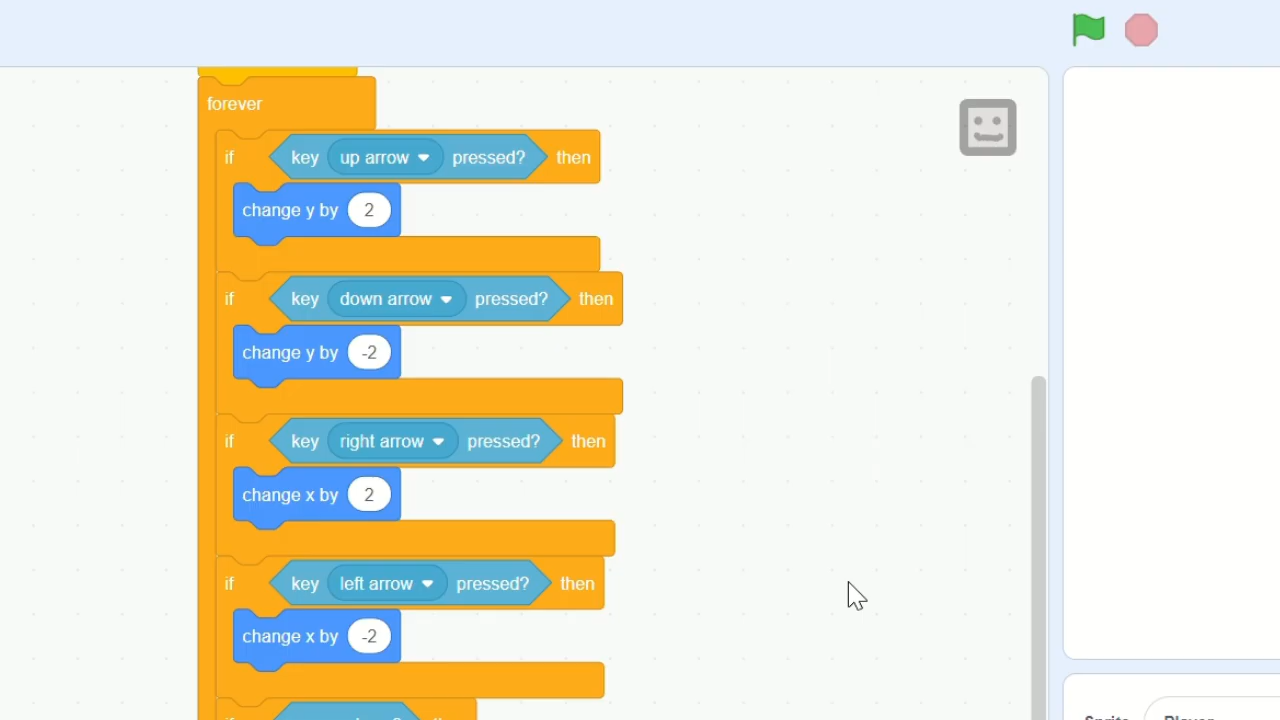 forever
if key up arrow pressed? then
change y by 2
if key down arrow pressed? then
change y by -2
if key right arrow pressed? then
change x by 2
if key left arrow pressed? then
change x by -2